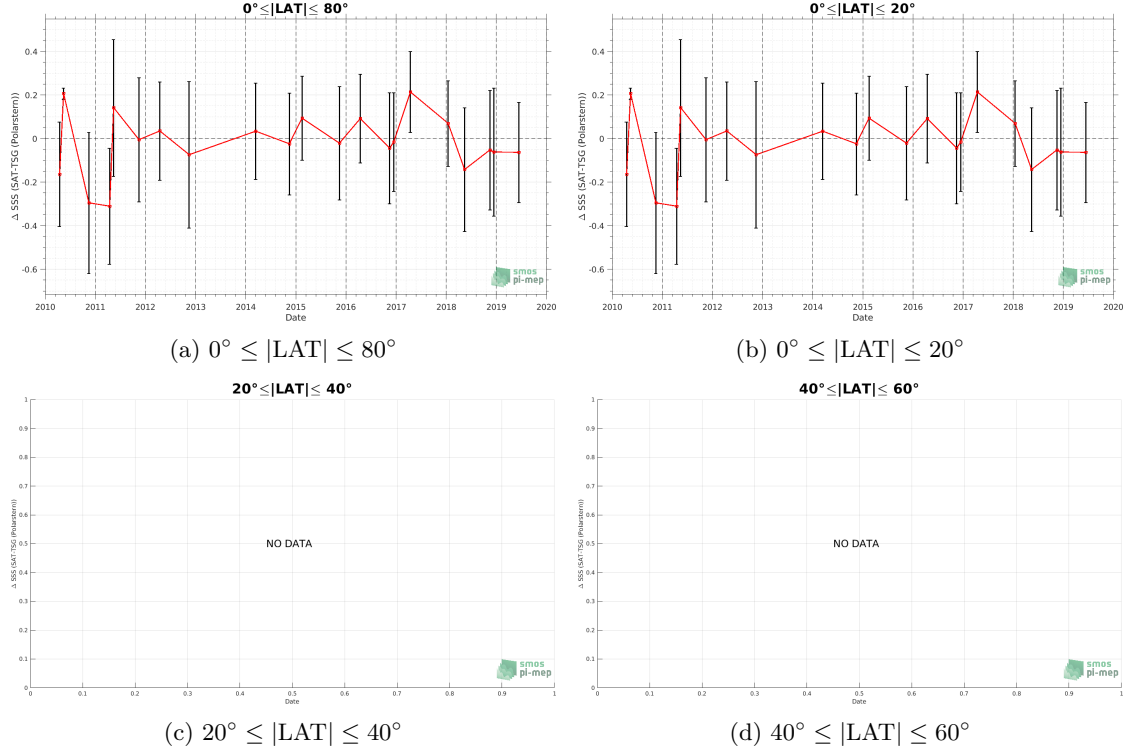 0°≤|LAT|≤ 80°
0.4
0.2
0
-0.2
-0.4
-0.6
Δ SSS (SAT-TSG (Polarstern))
2010 2011 2012 2013 2014 2015 2016 2017 2018 2019 2020
Date
smos
pi-mep
(a) 0° ≤ |LAT| ≤ 80°
0°≤|LAT|≤ 20°
0.4
0.2
0
-0.2
-0.4
-0.6
Δ SSS (SAT-TSG (Polarstern))
2010 2011 2012 2013 2014 2015 2016 2017 2018 2019 2020
Date
smos
pi-mep
(b) 0° ≤ |LAT| ≤ 20°
20°≤|LAT|≤ 40°
1
0.9
0.8
0.7
0.6
0.5
0.4
0.3
0.2
0.1
0
Δ SSS (SAT-TSG (Polarstern))
NO DATA
0 0.1 0.2 0.3 0.4 0.5 0.6 0.7 0.8 0.9 1
Date
smos
pi-mep
(c) 20° ≤ |LAT| ≤ 40°
40°≤|LAT|≤ 60°
1
0.9
0.8
0.7
0.6
0.5
0.4
0.3
0.2
0.1
0
Δ SSS (SAT-TSG (Polarstern))
NO DATA
0 0.1 0.2 0.3 0.4 0.5 0.6 0.7 0.8 0.9 1
Date
smos
pi-mep
(d) 40° ≤ |LAT| ≤ 60°